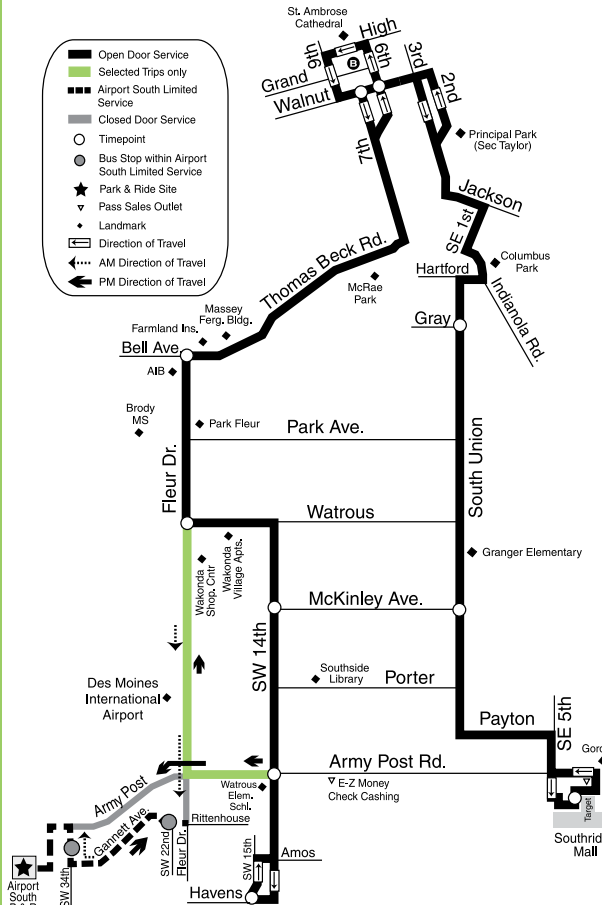 St. Ambrose
Cathedral
High
9th
6th
3rd
2nd
B
Grand
Walnut
7th
Principal Park
(Sec Taylor)
Open Door Service
Selected Trips only
Airport South Limited
Service
Closed Door Service
Timepoint
Bus Stop within Airport
South Limited Service
Park & Ride Site
Pass Sales Outlet
Landmark
Direction of Travel
AM Direction of Travel
PM Direction of Travel
Jackson
SE 1st
Columbus
Park
Hartford
Indianola Rd.
Thomas Beck Rd.
McRae
Park
Gray
Massey
Ferg. Bldg.
Farmland Ins.
Bell Ave.
AIB
Brody
MS
Park Fleur
Park Ave.
Fleur Dr.
South Union
Watrous
Wakonda
Shop. Cntr
Wakonda
Village Apts.
Granger Elementary
McKinley Ave.
SW 14th
Southside
Library
Porter
Des Moines
International
Airport
Payton
SE 5th
Army Post Rd.
E-Z Money
Check Cashing
Target
Southrid
Mall
Army Post
Gannett Ave.
Watrous
Elem.
Schl.
Rittenhouse
SW 22nd
Fleur Dr.
SW 15th
Amos
Havens
SW 34th
Airport
South